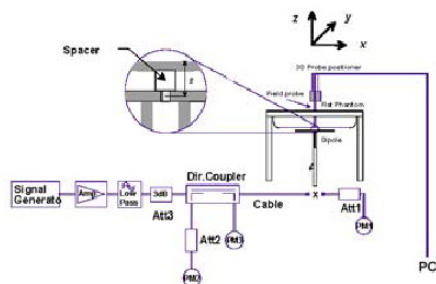 z
y
x
Spacer
s
3D Probe positioner
Field probe
Flat Phantom
Dipole
Dir.Coupler
Signal
Generato
Amp
Low
Pass
3dB
Att3
Cable
x
Att1
PM1
Att2
PM3
PM2
PC